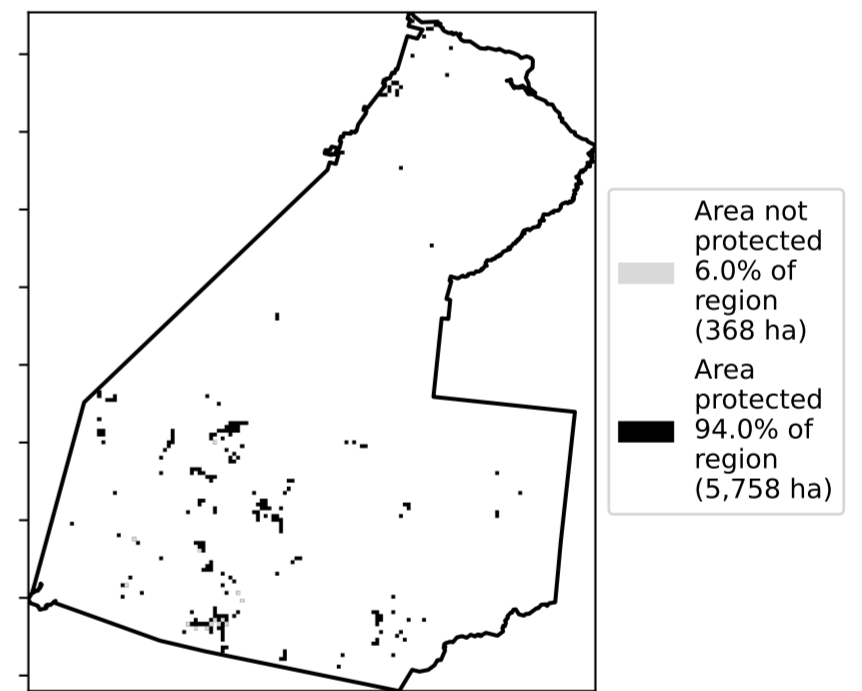 Area not
protected
6.0% of
region
(368 ha)
Area
protected
94.0% of
region
(5,758 ha)